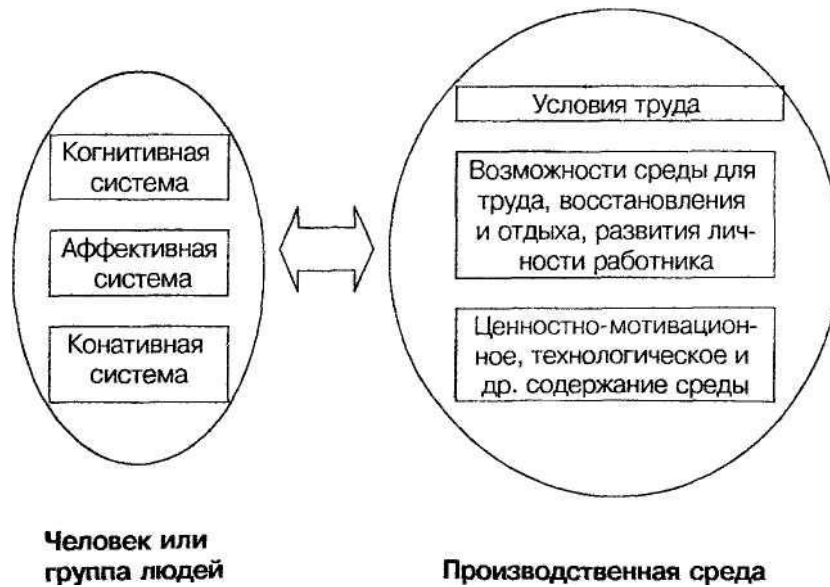 Когнитивная
система
Аффективная
система
Конативная
система
Человек или
группа людей
Условия труда
Возможности среды для
труда, восстановления
и отдыха, развития лич-
ности работника
Ценностно-мотивацион-
ное, технологическое и
др. содержание среды
Производственная среда